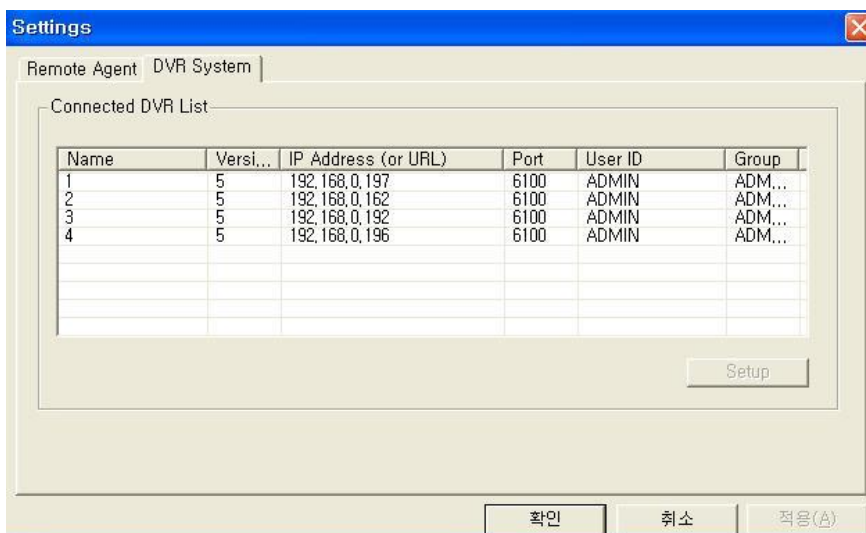 Settings
Remote Agent DVR System
Connected DVR List
Name Versi... IP Address (or URL) Port User ID Group
1 5 192,168,0,197 6100 ADMIN ADM...
2 5 192,168,0,162 6100 ADMIN ADM...
3 5 192,168,0,192 6100 ADMIN ADM...
4 5 192,168,0,196 6100 ADMIN ADM...
Setup
확인 취소 적용(A)